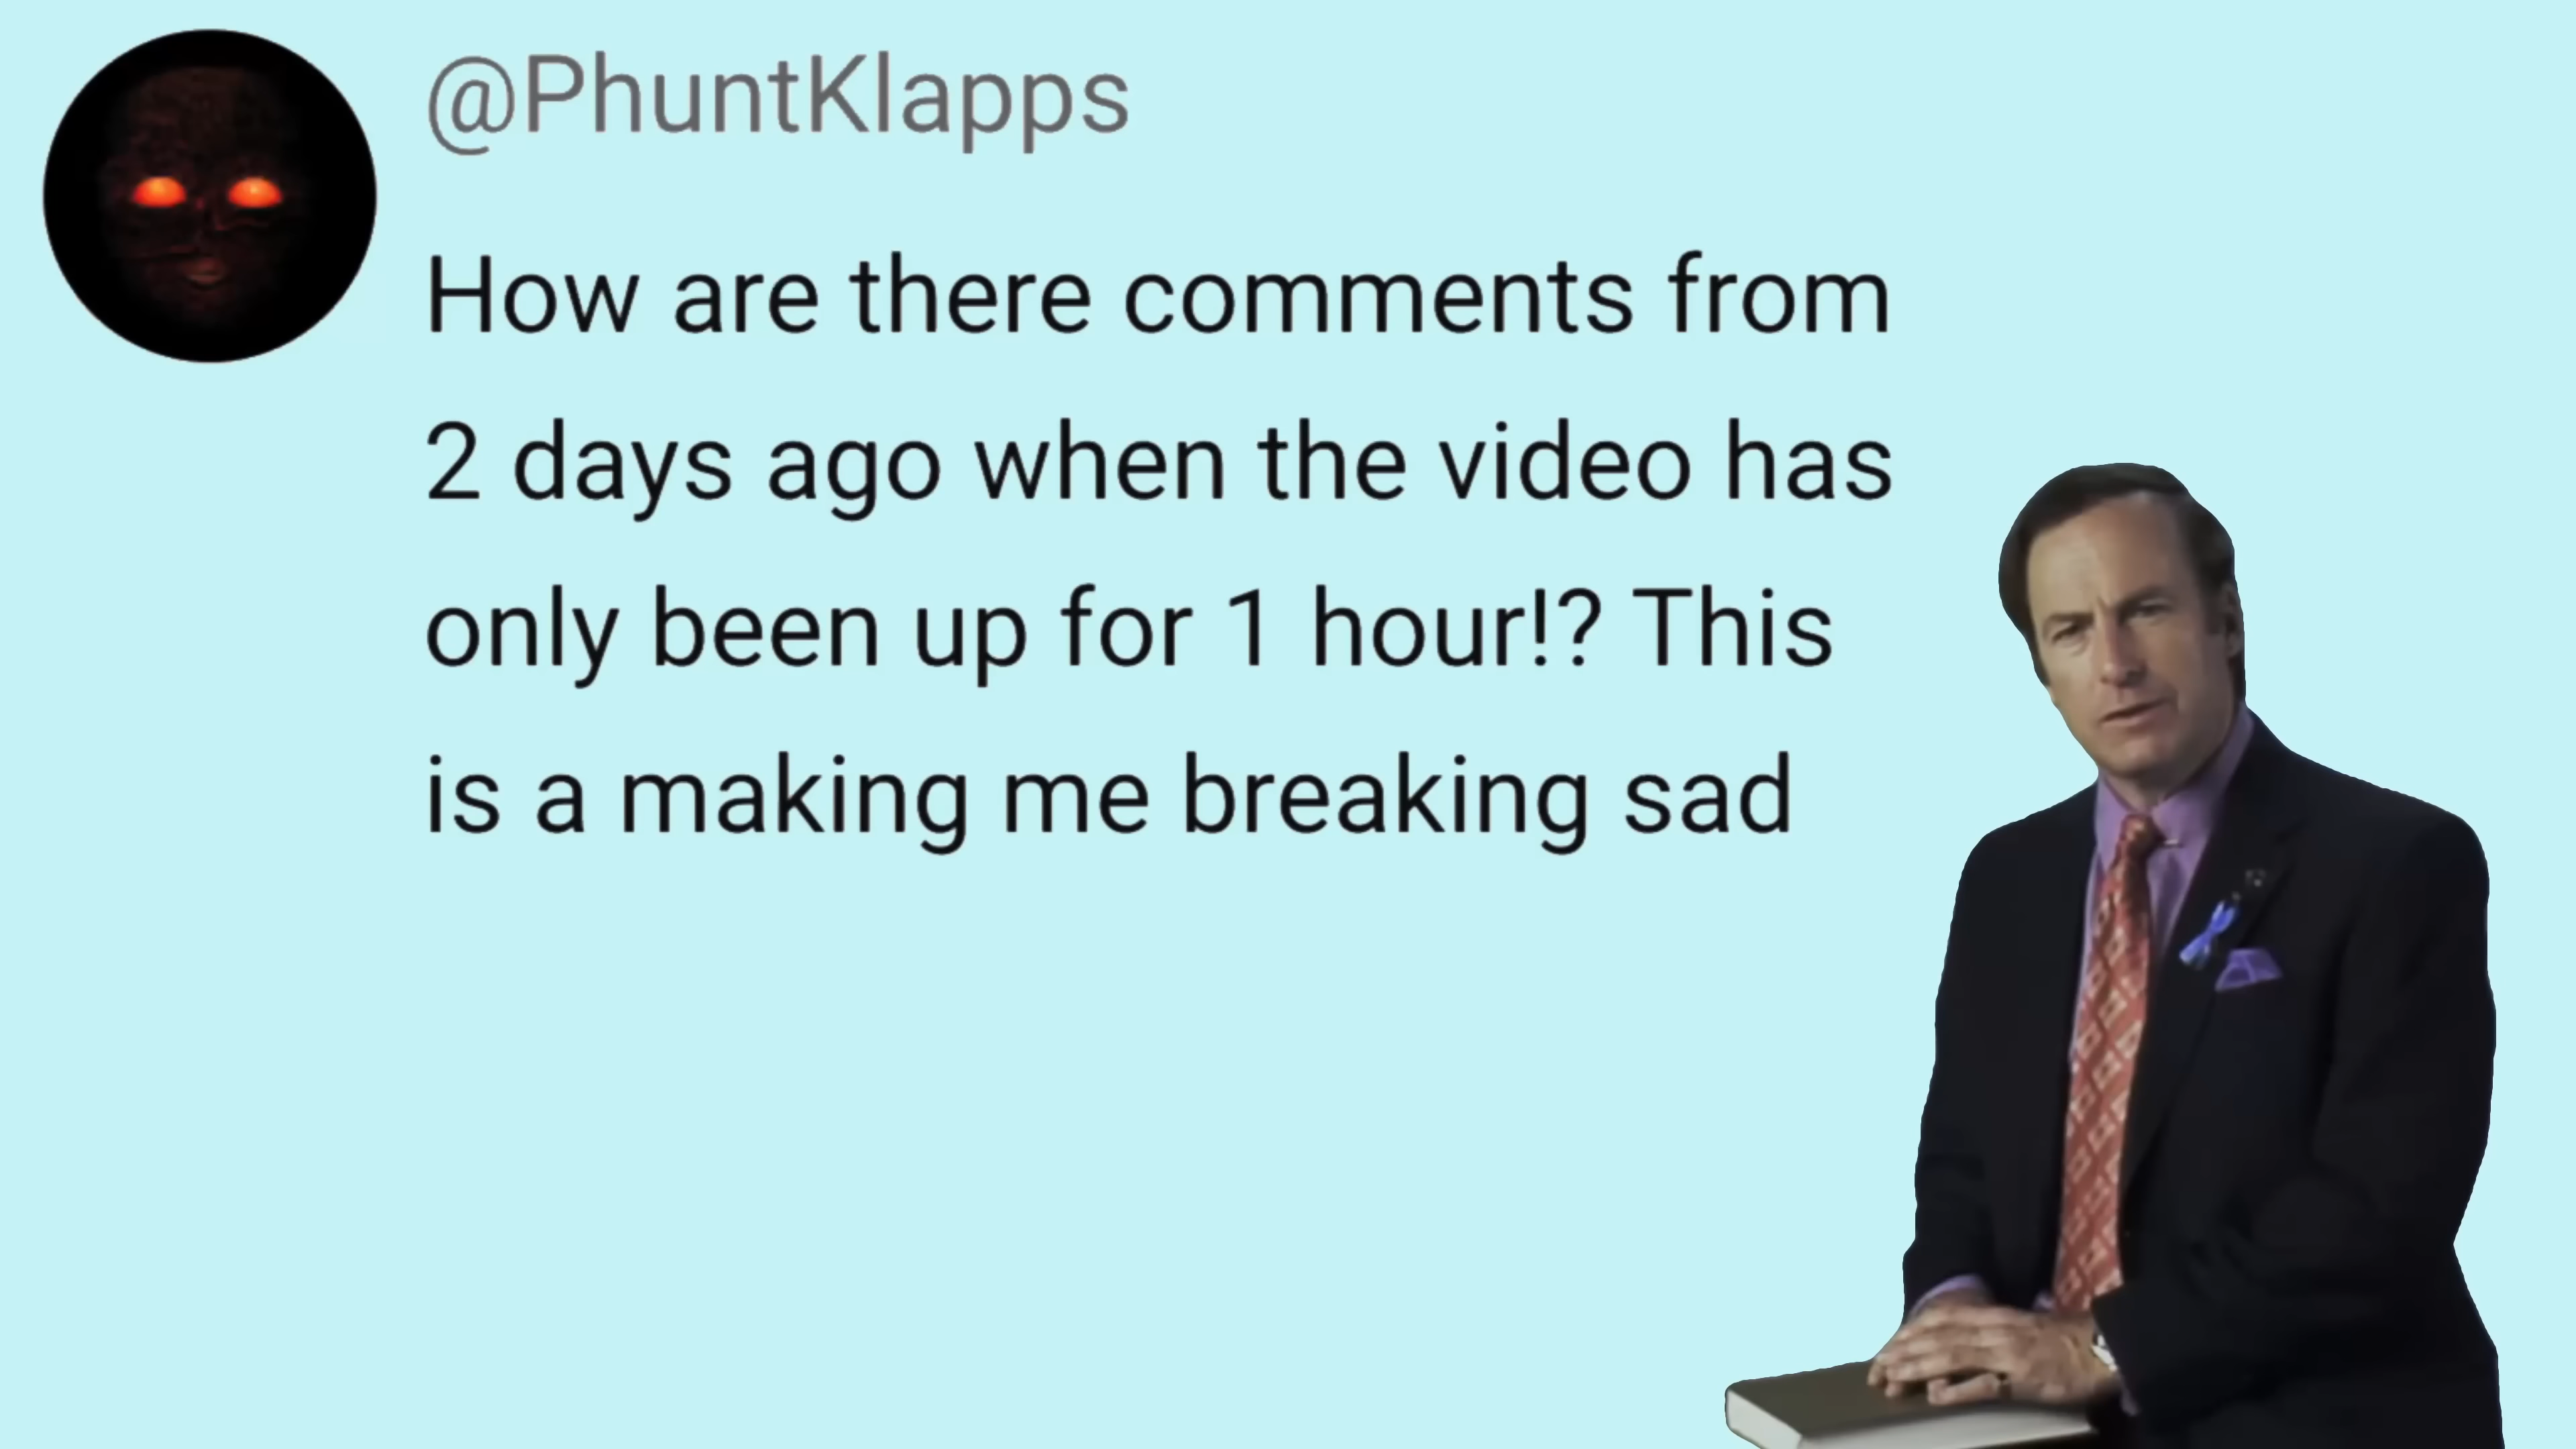 @PhuntKlapps
How are there comments from
2 days ago when the video has
only been up for 1 hour!? This
is a making me breaking sad